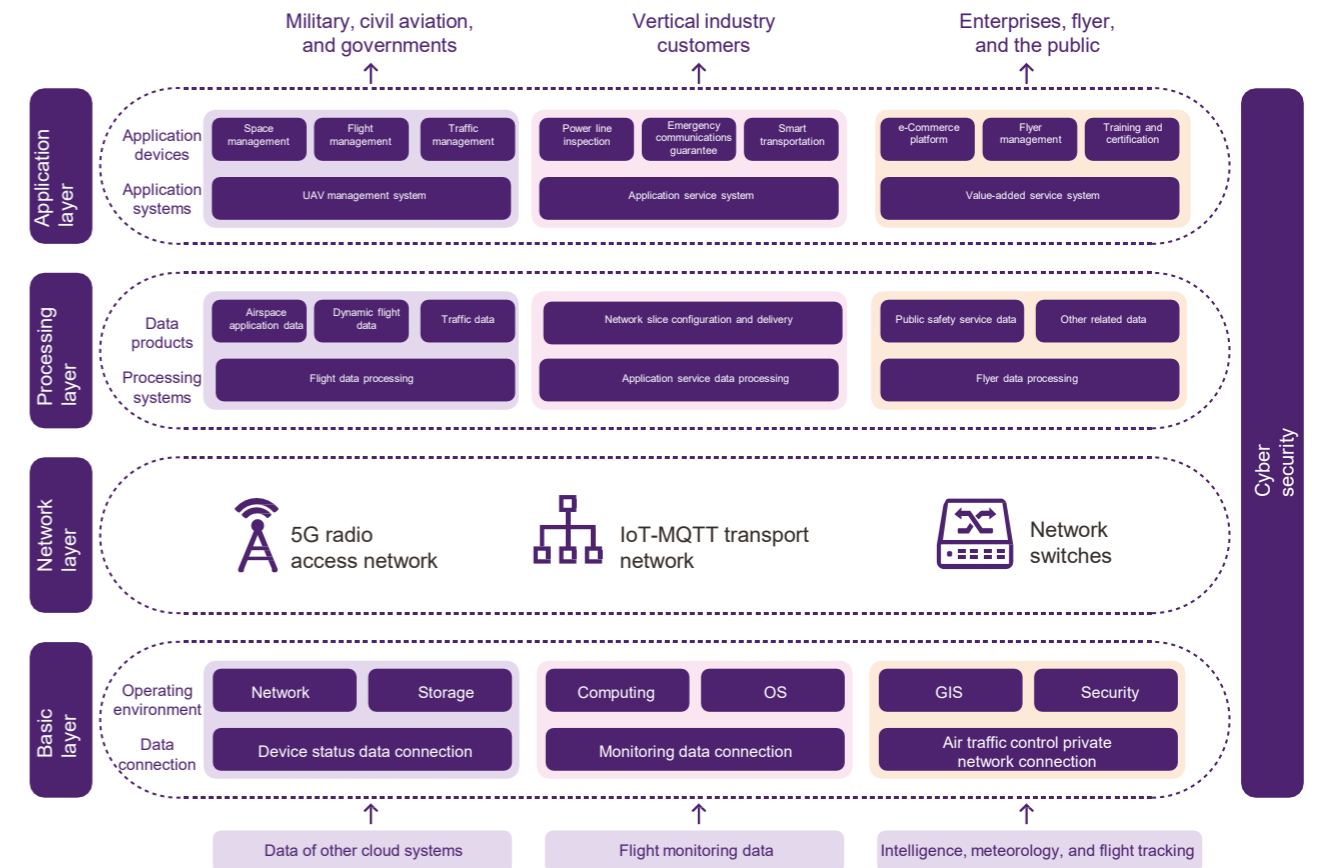 Military, civil aviation,
and governments
Vertical industry
customers
Enterprises, flyer,
and the public
Application
layer
Application
devices
Space
management
Flight
management
Traffic
management
Power line
inspection
Emergency
communications
guarantee
Smart
transportation
e-Commerce
platform
Flyer
management
Training and
certification
Application
systems
UAV management system
Application service system
Value-added service system
Processing
layer
Data
products
Airspace
application data
Dynamic flight
data
Traffic data
Network slice configuration and delivery
Public safety service data
Other related data
Processing
systems
Flight data processing
Application service data processing
Flyer data processing
Network
layer
5G radio
access network
IoT-MQTT transport
network
Network
switches
Basic
layer
Operating
environment
Network
Storage
Computing
OS
GIS
Security
Data
connection
Device status data connection
Monitoring data connection
Air traffic control private
network connection
Data of other cloud systems
Flight monitoring data
Intelligence, meteorology, and flight tracking
Cyber
security